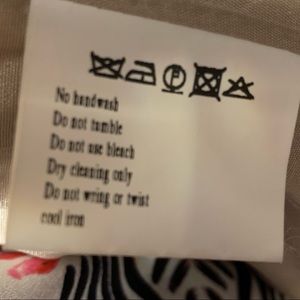 P
No handwash
Do not tumble
Do not use bleach
Dry cleaning only
Do not wring or twist
cool iron